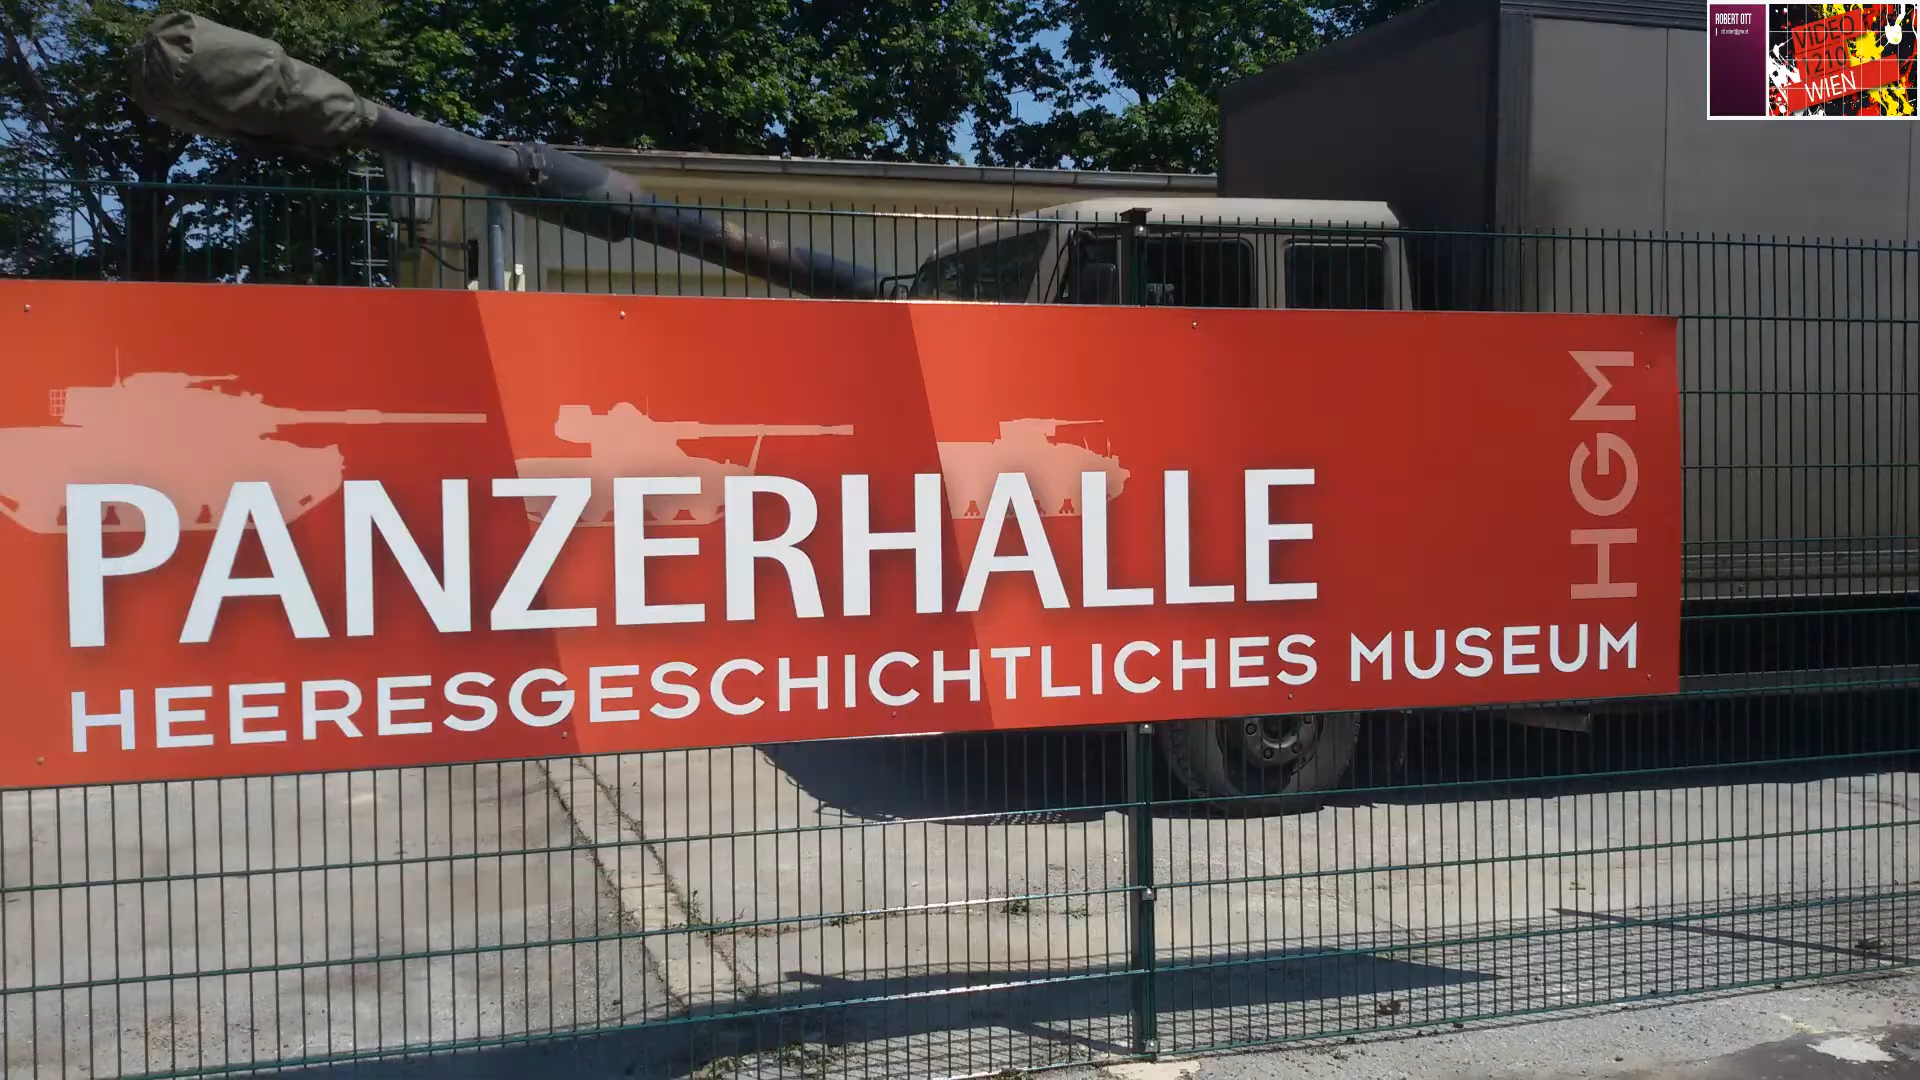 PANZERHALLE
HEERESGESCHICHTLICHES MUSEUM
HGM
ROBERT OTT
VIDEO
1210
WIEN